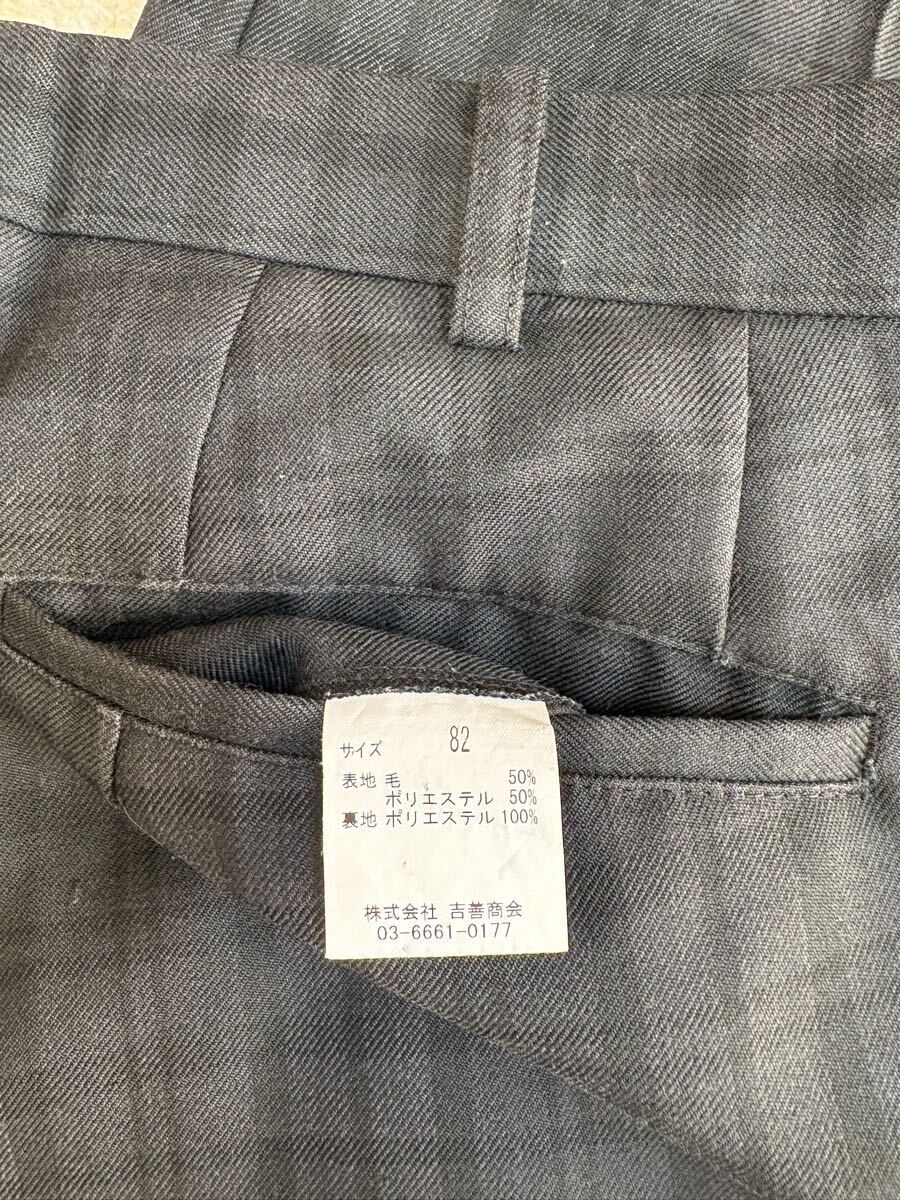 サイズ 82
表地 毛 50%
ポリエステル 50%
裏地 ポリエステル 100%
株式会社 吉善商会
03-6661-0177